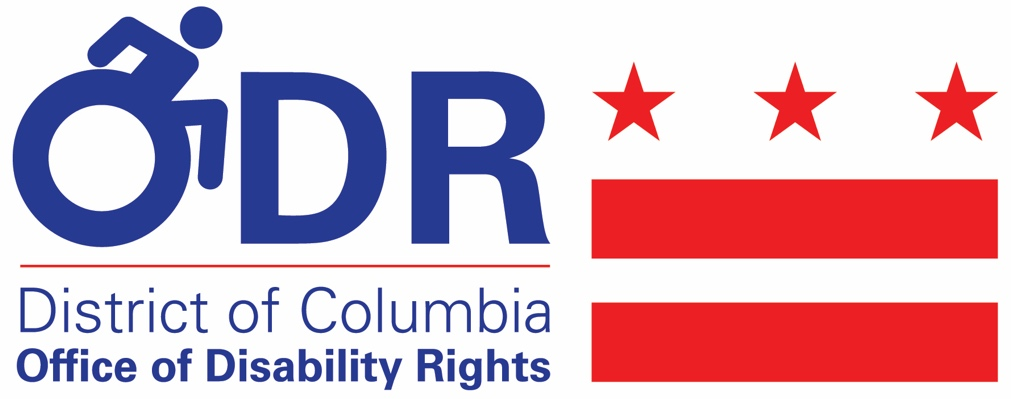 ODR
District of Columbia
Office of Disability Rights